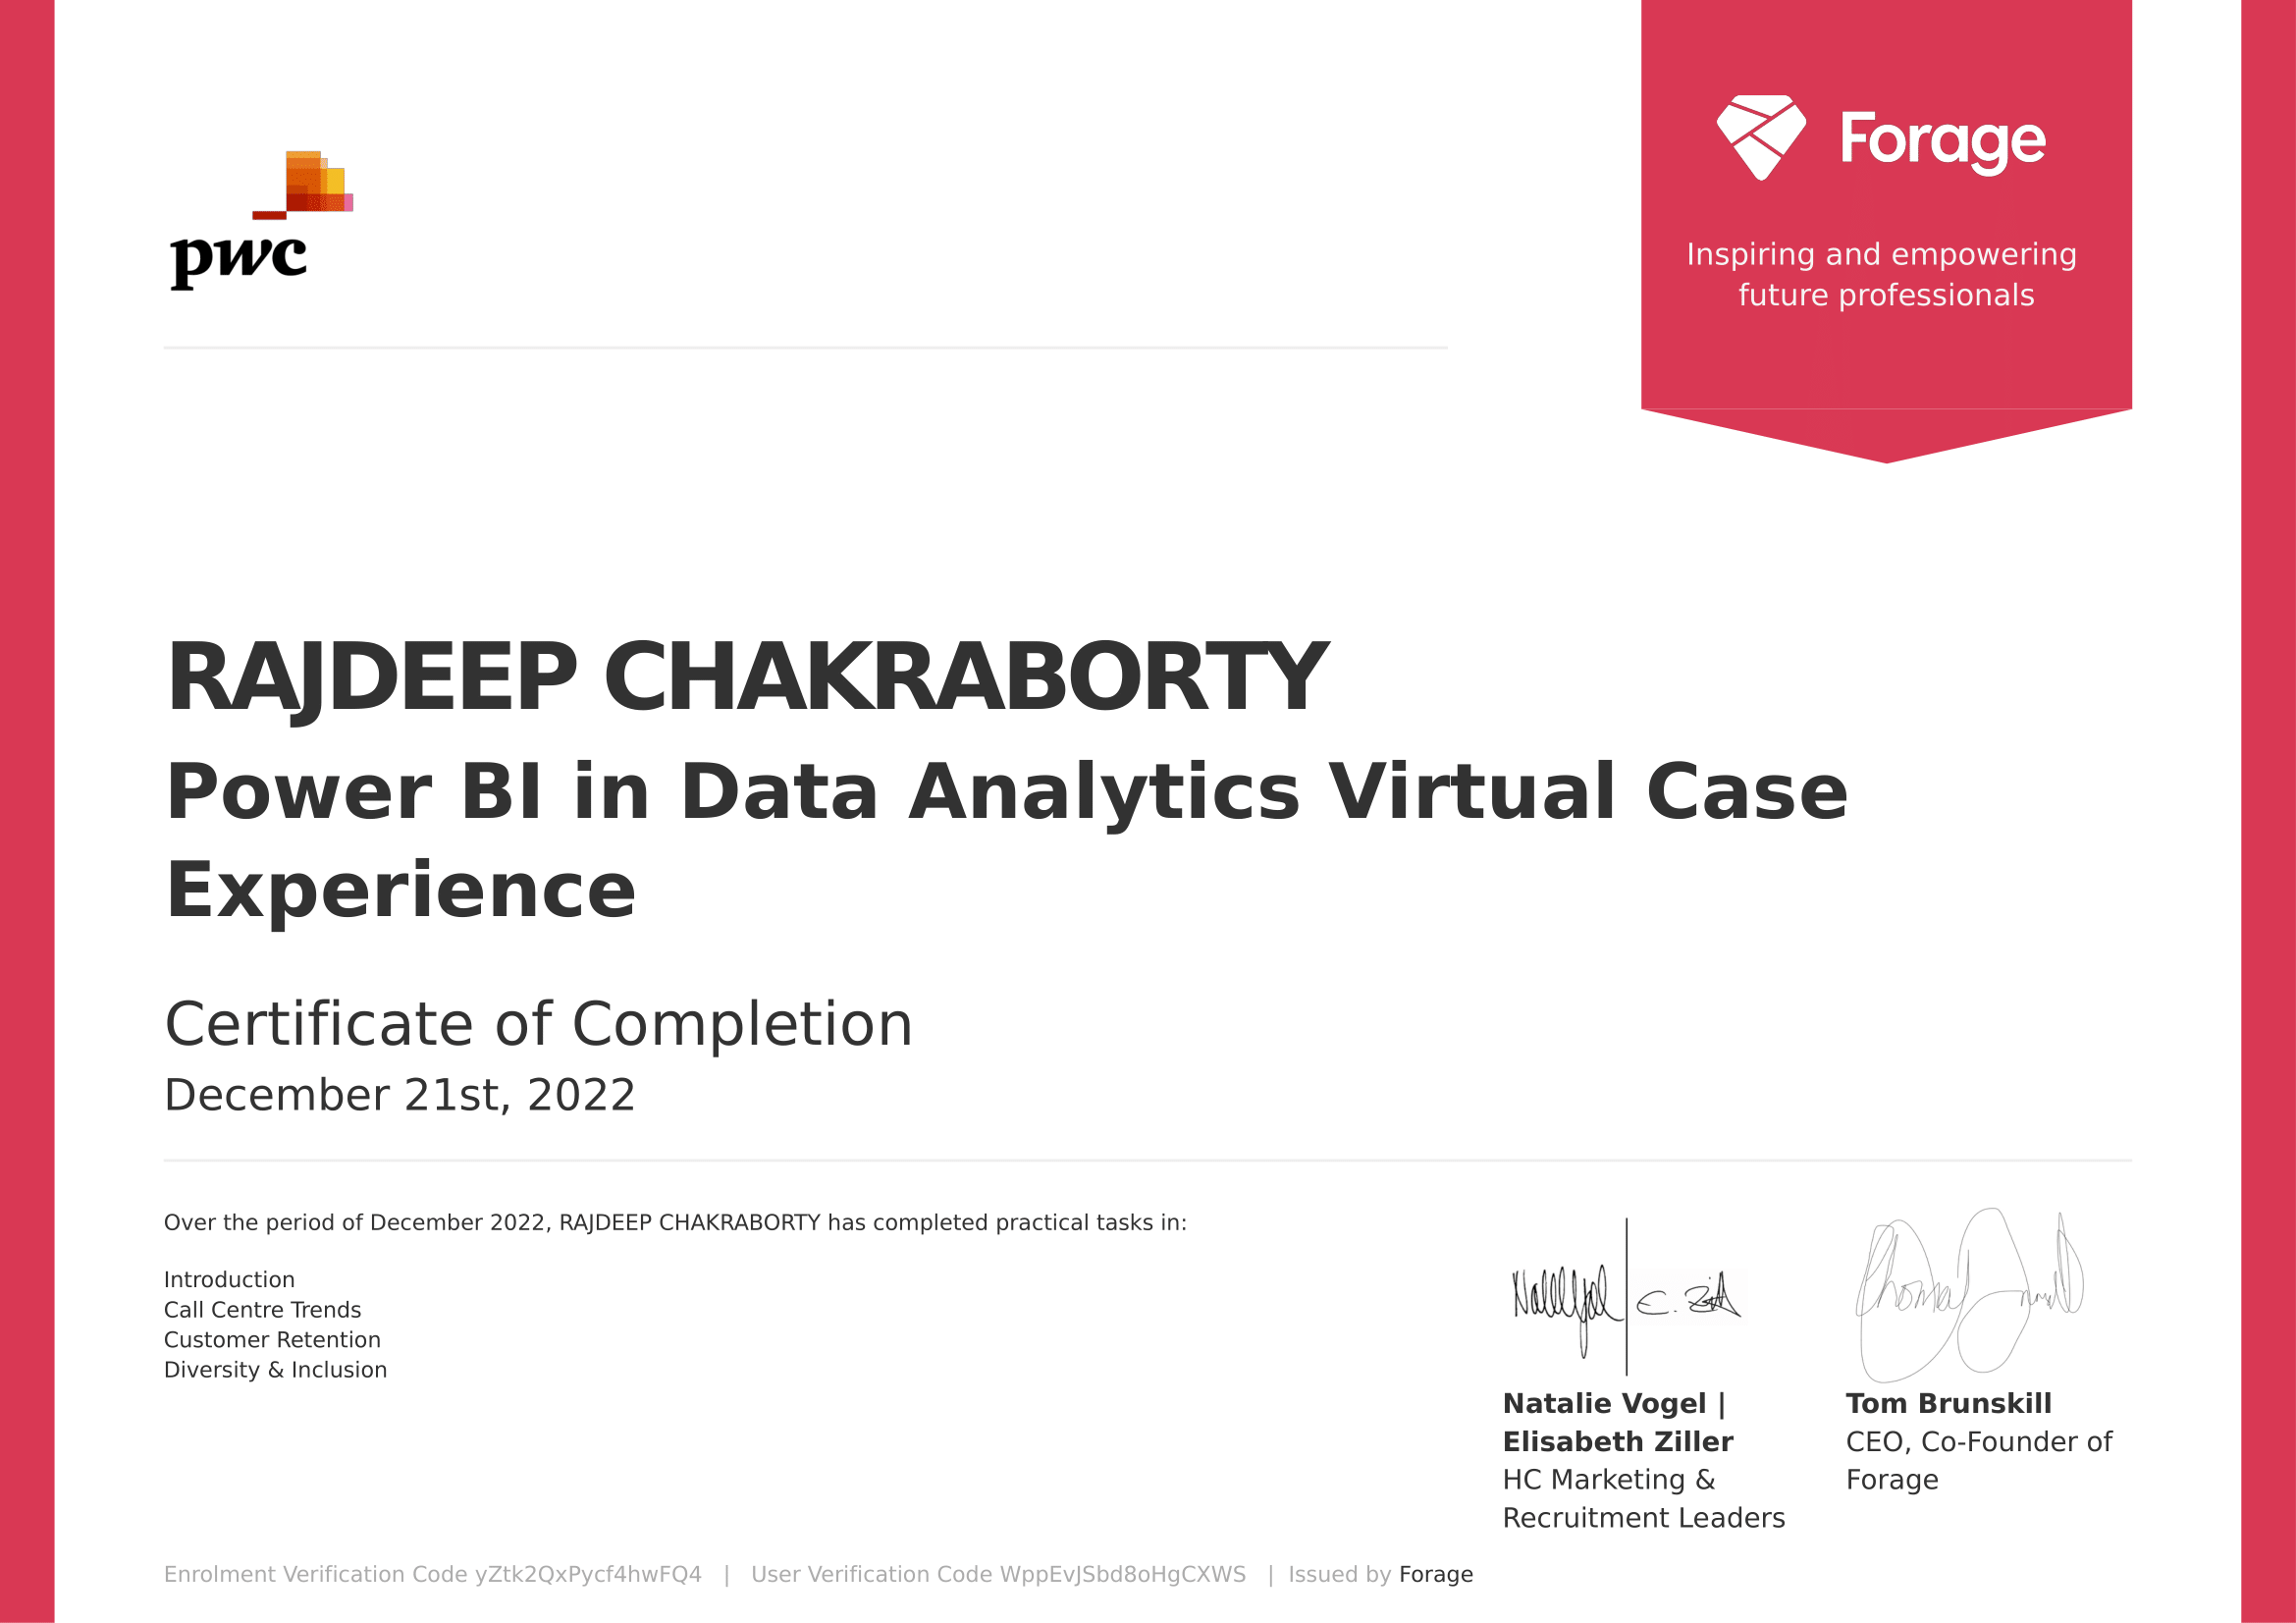 pwc
Forage
Inspiring and empowering
future professionals
RAJDEEP CHAKRABORTY
Power BI in Data Analytics Virtual Case
Experience
Certificate of Completion
December 21st, 2022
Over the period of December 2022, RAJDEEP CHAKRABORTY has completed practical tasks in:
Introduction
Call Centre Trends
Customer Retention
Diversity & Inclusion
Natalie Vogel |
Elisabeth Ziller
HC Marketing &
Recruitment Leaders
Tom Brunskill
CEO, Co-Founder of
Forage
Enrolment Verification Code yZtk2QxPycf4hwFQ4 | User Verification Code WppEvJSbd8oHgCXWS | Issued by Forage